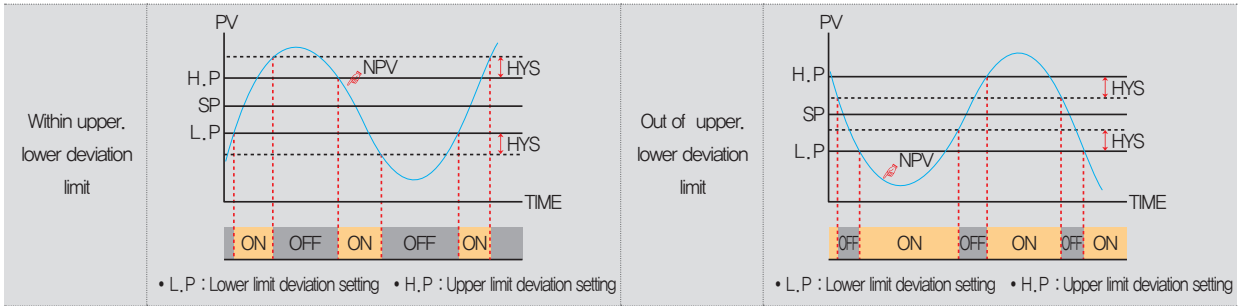 Within upper.
lower deviation
limit
PV
H.P
SP
L.P
NPV
HYS
HYS
TIME
ON
OFF
ON
OFF
ON
• L.P : Lower limit deviation setting • H.P : Upper limit deviation setting
Out of upper.
lower deviation
limit
PV
H.P
SP
L.P
NPV
HYS
HYS
TIME
OFF
ON
OFF
ON
OFF
ON
• L.P : Lower limit deviation setting • H.P : Upper limit deviation setting